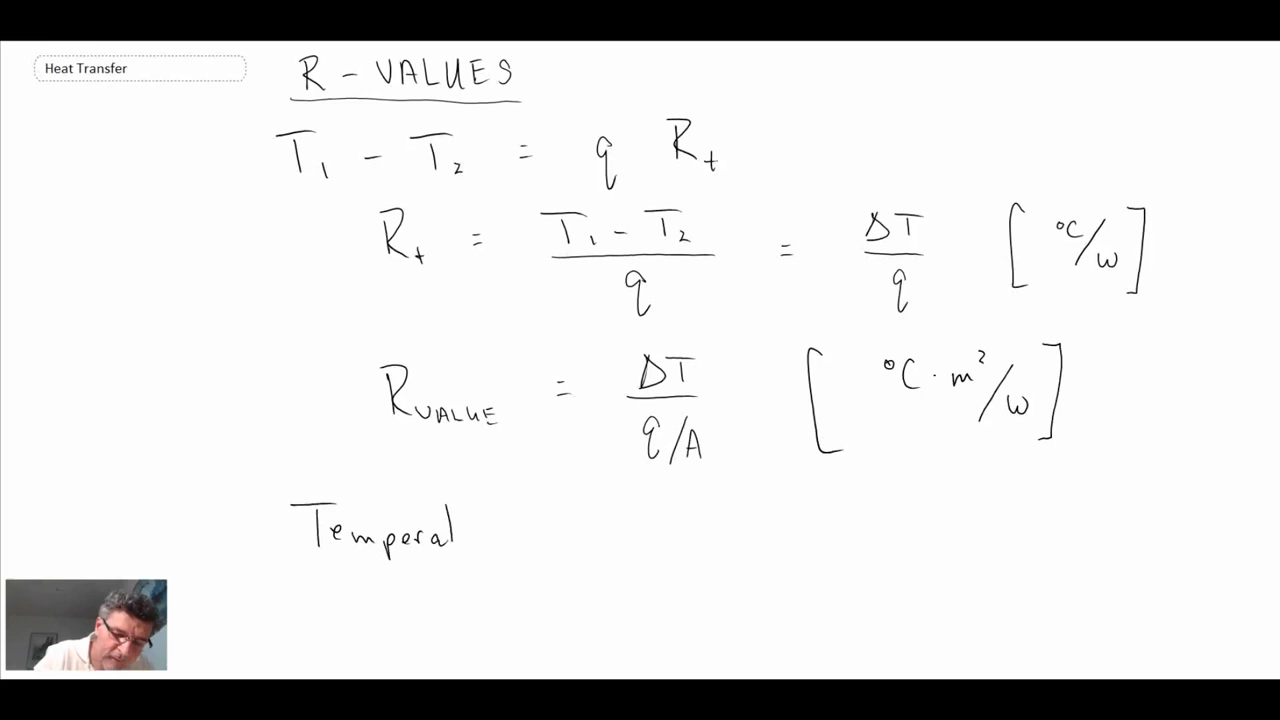 Heat Transfer
R - VALUES
T₁ - T₂ = q Rₜ
Rₜ = (T₁ - T₂)/q = ΔT/q [°C/W]
R_VALUE = ΔT/(q/A) [°C·m²/W]
Temperal